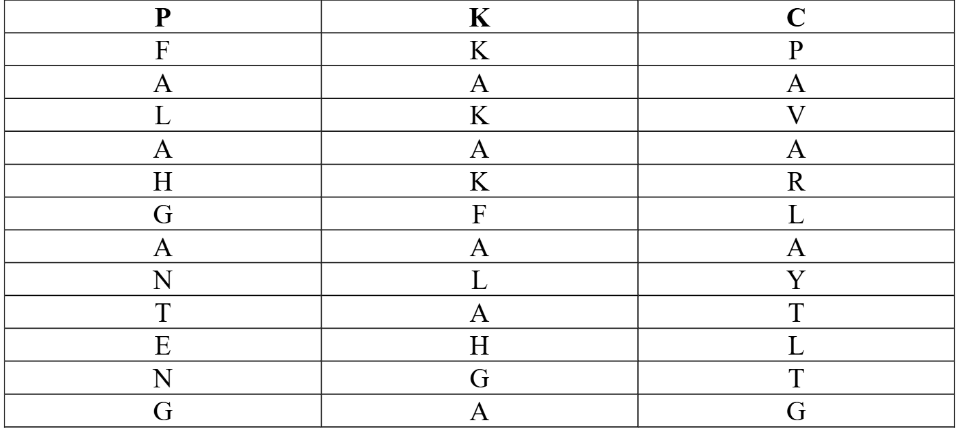 P K C
F K P
A A A
L K V
A A A
H K R
G F L
A A A
N L Y
T A T
E H L
N G T
G A G